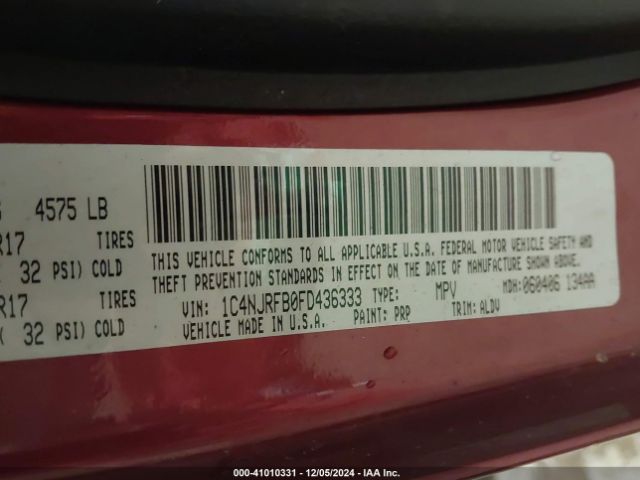 4575 LB
R17 TIRES
32 PSI) COLD
R17 TIRES
( 32 PSI) COLD
THIS VEHICLE CONFORMS TO ALL APPLICABLE U.S.A. FEDERAL MOTOR VEHICLE SAFETY AND
THEFT PREVENTION STANDARDS IN EFFECT ON THE DATE OF MANUFACTURE SHOWN ABOVE.
VIN: 1C4NJRFB0FD436333 TYPE: MPV MDH: 060406 134AA
VEHICLE MADE IN U.S.A. PAINT: PRP TRIM: ALDV
000-41010331 - 12/05/2024 - IAA Inc.